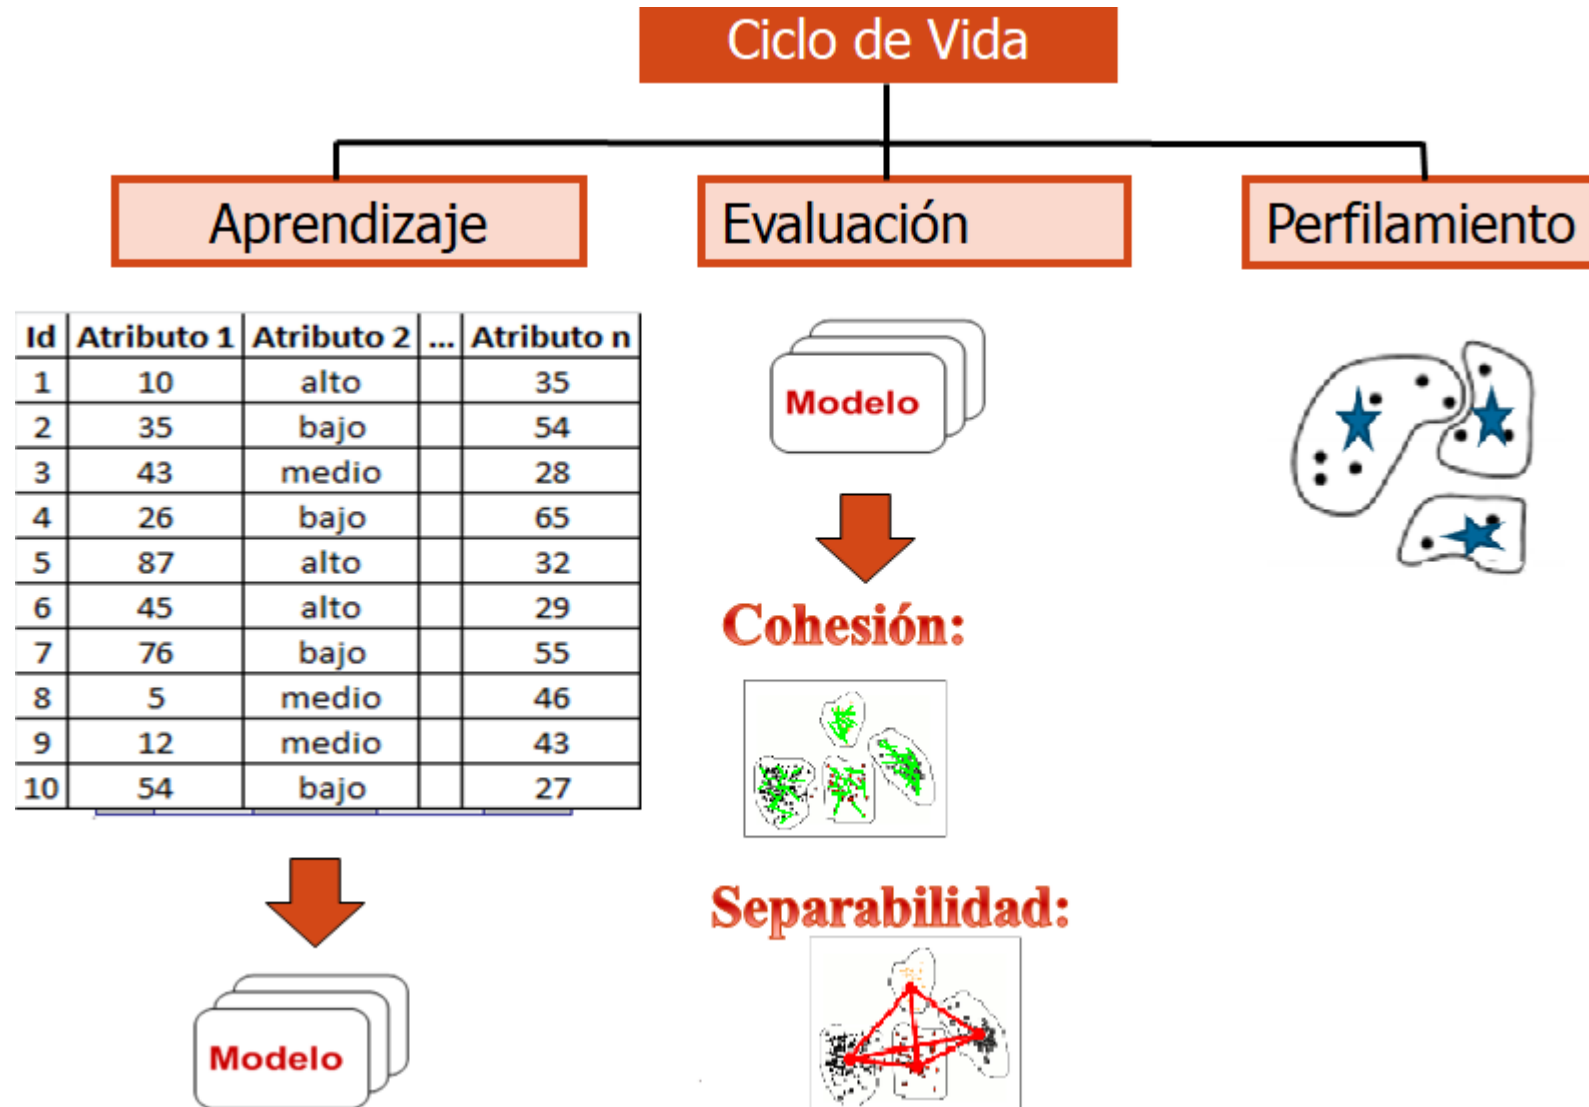 Ciclo de Vida
Aprendizaje
Evaluación
Perfilamiento
Id Atributo 1 Atributo 2 ... Atributo n
1 10 alto 35
2 35 bajo 54
3 43 medio 28
4 26 bajo 65
5 87 alto 32
6 45 alto 29
7 76 bajo 55
8 5 medio 46
9 12 medio 43
10 54 bajo 27
Modelo
Modelo
Cohesión:
Separabilidad: